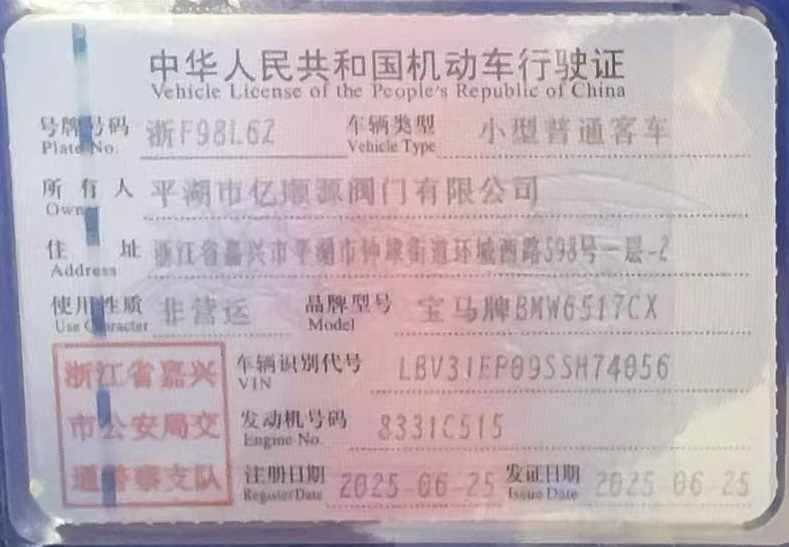 中华人民共和国机动车行驶证
Vehicle License of the People's Republic of China
号牌号码 浙F98L6Z 车辆类型 小型普通客车
Plate No. Vehicle Type
所有人 平湖市亿顺源阀门有限公司
Owner
住址 浙江省嘉兴市平湖市钟埭街道环城西路598号一层-2
Address
使用性质 非营运 品牌型号 宝马牌BMW6517CX
Use Character Model
浙江省嘉兴 车辆识别代号 LBV31EP09SSH74056
VIN
市公安局交 发动机号码 8331C515
Engine No.
通警察支队 注册日期 2025-06-25 发证日期 2025-06-25
Register Date Issue Date